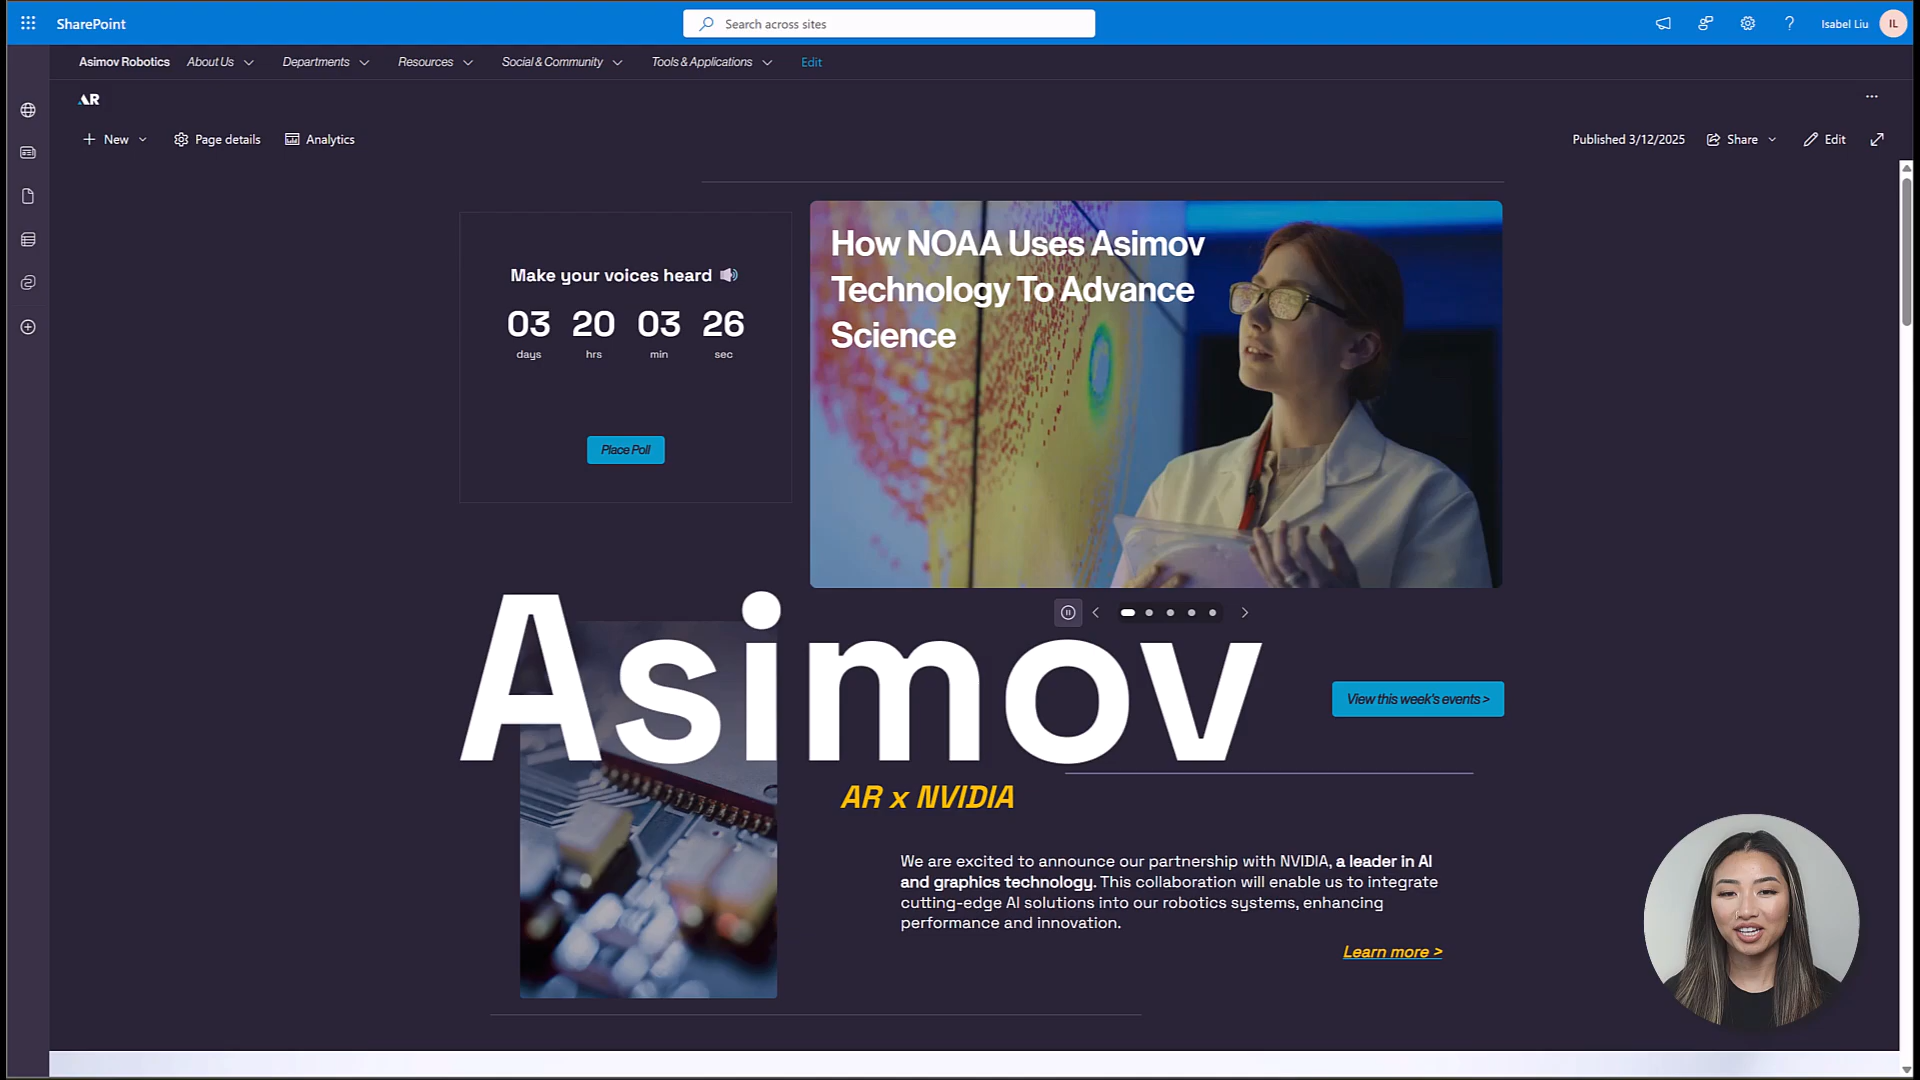 SharePoint
Search across sites
Isabel Liu
IL
Asimov Robotics
About Us
Departments
Resources
Social & Community
Tools & Applications
Edit
AR
New
Page details
Analytics
Published 3/12/2025
Share
Edit
Make your voices heard
03 20 03 26
days hrs min sec
Place Poll
How NOAA Uses Asimov
Technology To Advance
Science
Asimov
View this week's events >
AR x NVIDIA
We are excited to announce our partnership with NVIDIA, a leader in AI
and graphics technology. This collaboration will enable us to integrate
cutting-edge AI solutions into our robotics systems, enhancing
performance and innovation.
Learn more >